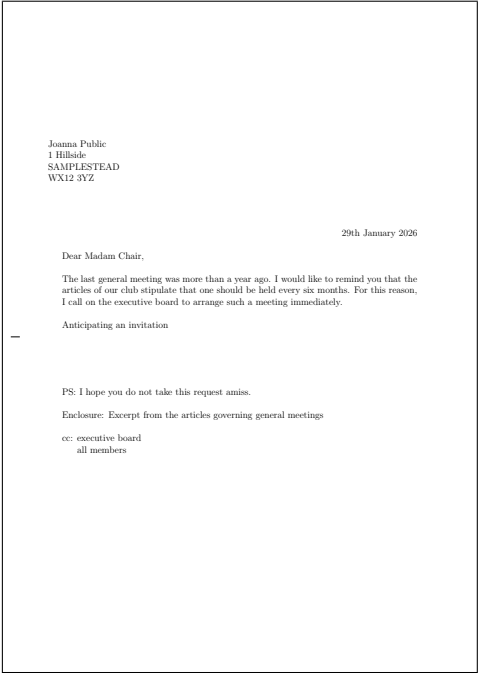 Joanna Public
1 Hillside
SAMPLESTEAD
WX12 3YZ
29th January 2026
Dear Madam Chair,
The last general meeting was more than a year ago. I would like to remind you that the
articles of our club stipulate that one should be held every six months. For this reason,
I call on the executive board to arrange such a meeting immediately.
Anticipating an invitation
PS: I hope you do not take this request amiss.
Enclosure: Excerpt from the articles governing general meetings
cc: executive board
all members